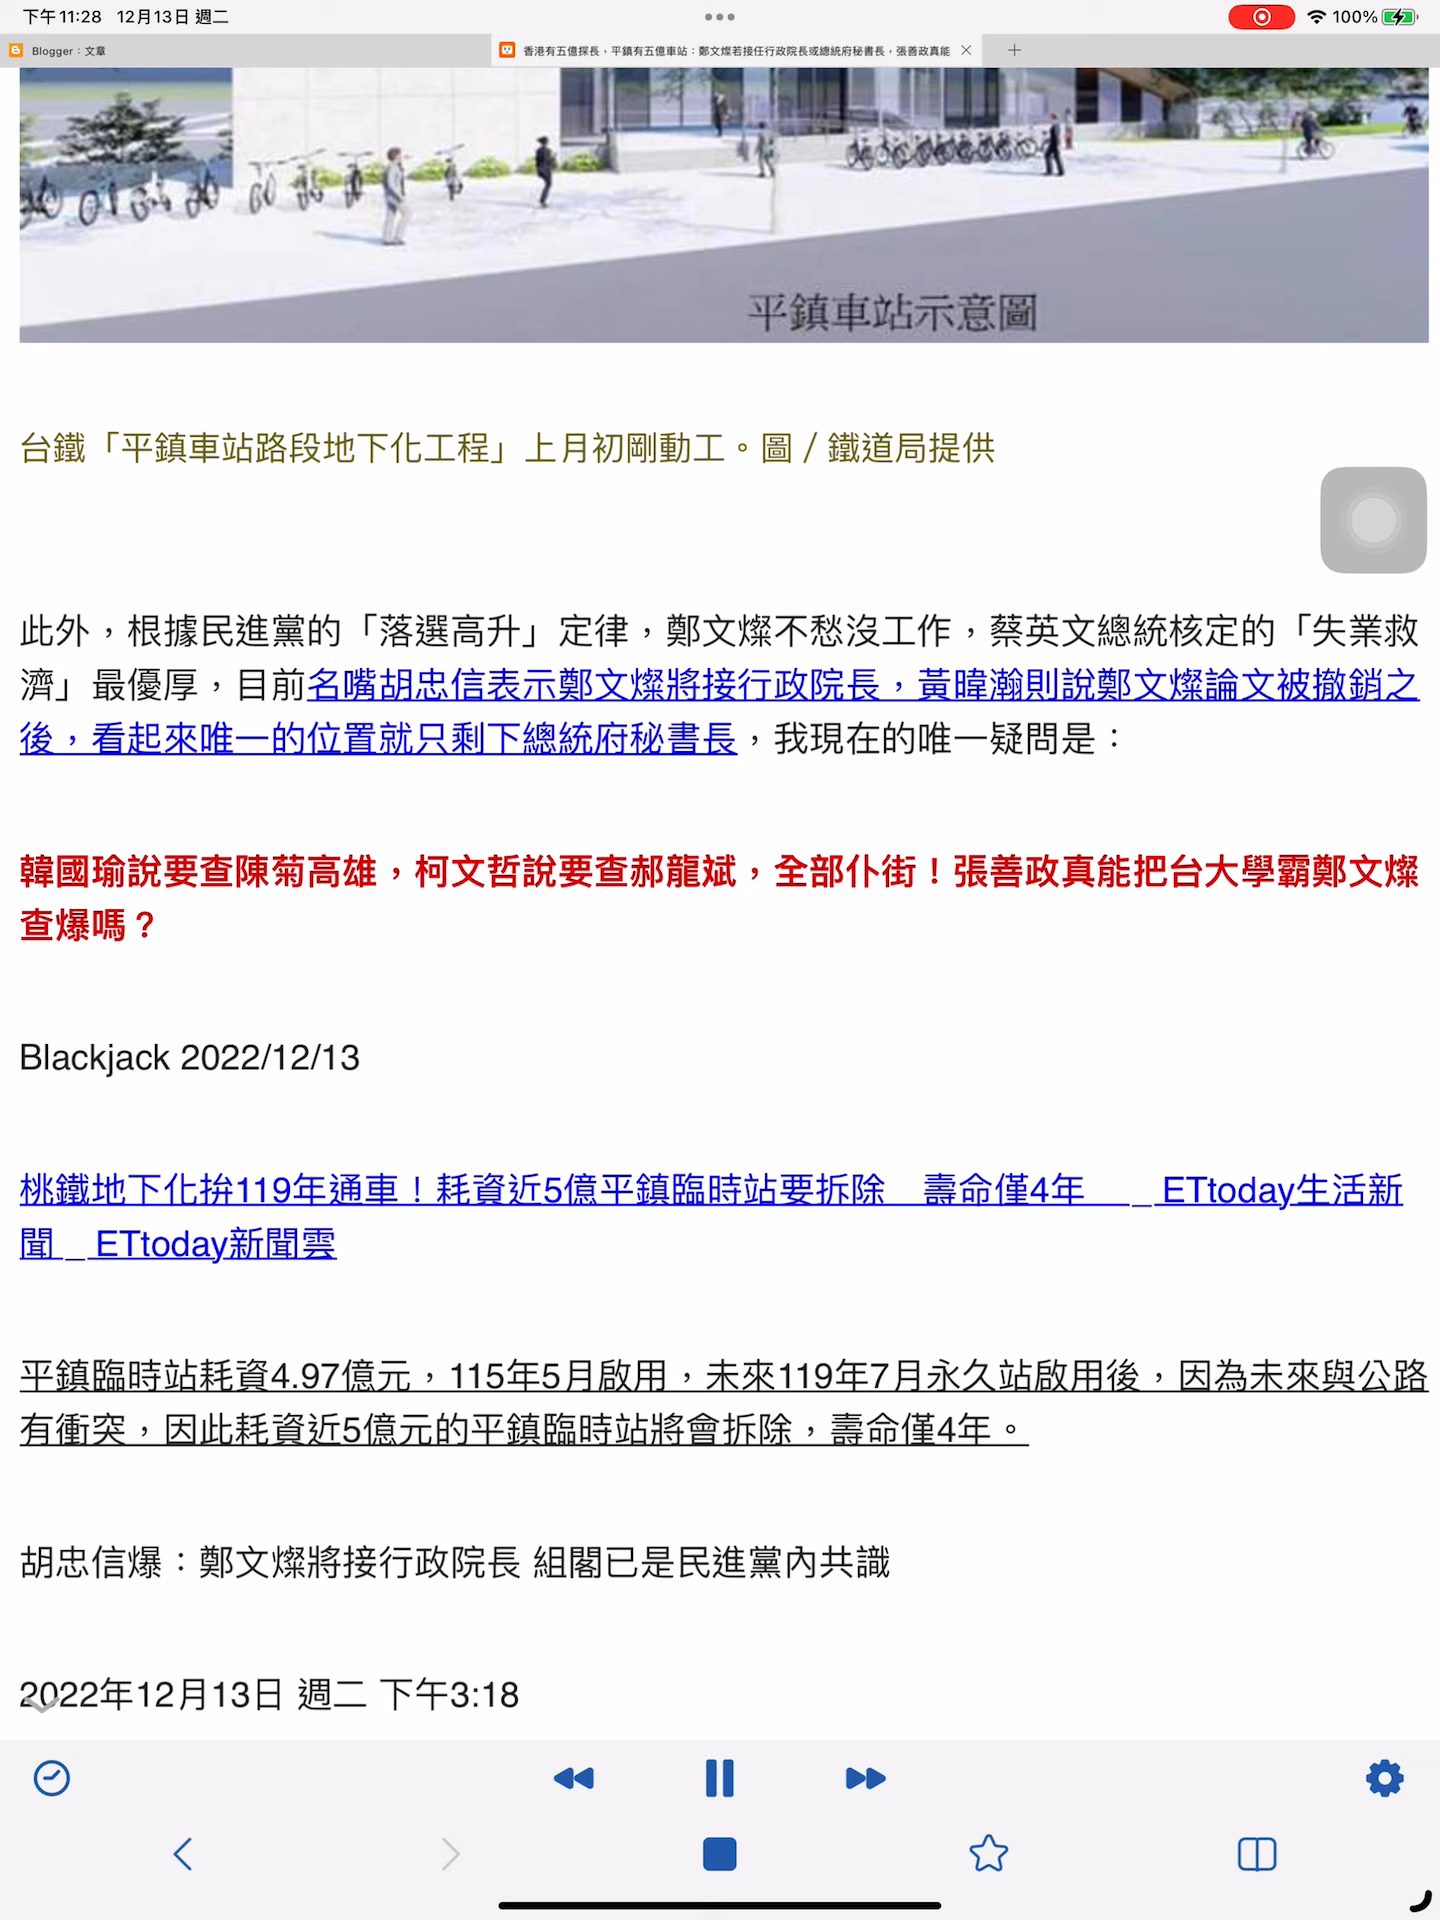 下午11:28 12月13日 週二
100%
Blogger：文章
香港有五億探長，平鎮有五億車站：鄭文燦若接任行政院長或總統府秘書長，張善政真能
平鎮車站示意圖
台鐵「平鎮車站路段地下化工程」上月初剛動工。圖／鐵道局提供
此外，根據民進黨的「落選高升」定律，鄭文燦不愁沒工作，蔡英文總統核定的「失業救
濟」最優厚，目前名嘴胡忠信表示鄭文燦將接行政院長，黃暐瀚則說鄭文燦論文被撤銷之
後，看起來唯一的位置就只剩下總統府秘書長，我現在的唯一疑問是：
韓國瑜說要查陳菊高雄，柯文哲說要查郝龍斌，全部仆街！張善政真能把台大學霸鄭文燦
查爆嗎？
Blackjack 2022/12/13
桃鐵地下化拚119年通車！耗資近5億平鎮臨時站要拆除　壽命僅4年　_ ETtoday生活新
聞 _ ETtoday新聞雲
平鎮臨時站耗資4.97億元，115年5月啟用，未來119年7月永久站啟用後，因為未來與公路
有衝突，因此耗資近5億元的平鎮臨時站將會拆除，壽命僅4年。
胡忠信爆：鄭文燦將接行政院長 組閣已是民進黨內共識
2022年12月13日 週二 下午3:18